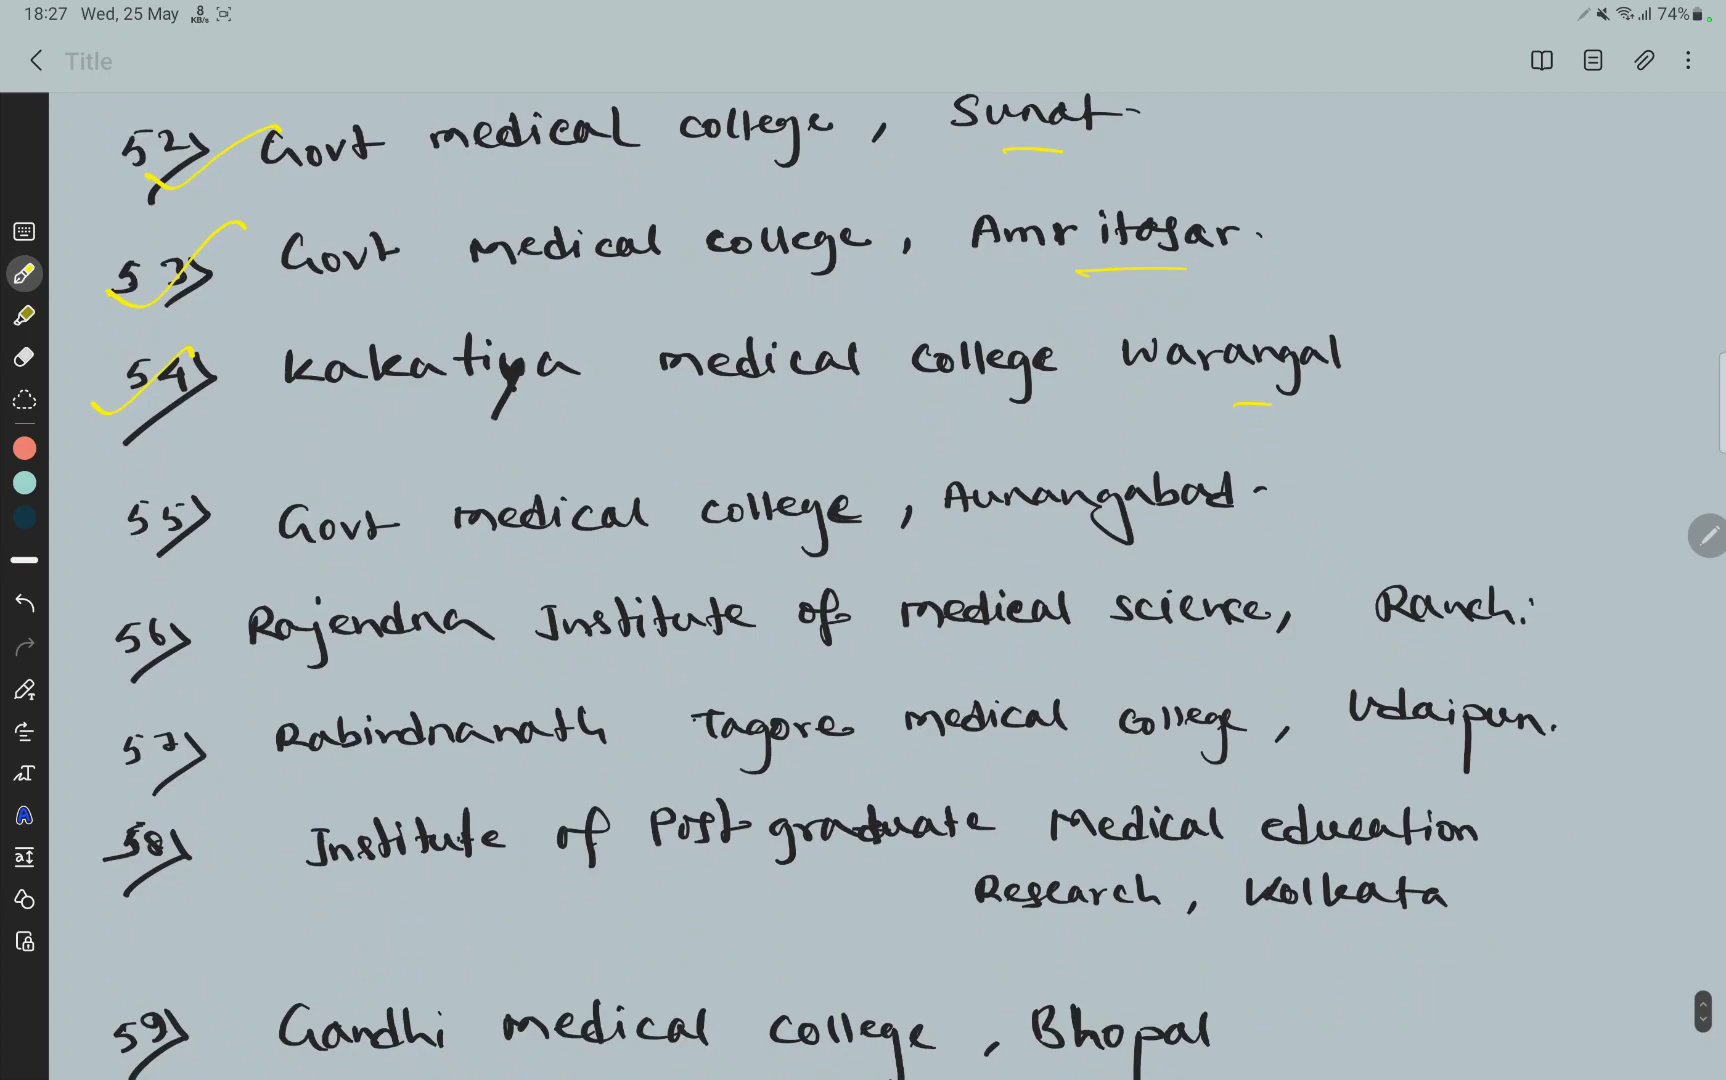 18:27 Wed, 25 May 8 KB/s 74%
Title
52) Govt medical college, Surat-
53) Govt medical college, Amritsar.
54) Kakatiya medical college Warangal
55) Govt medical college, Aurangabad-
56) Rajendra Institute of medical science, Ranchi
57) Rabindranath Tagore medical college, Udaipur.
58) Institute of Post graduate Medical education
Research, Kolkata
59) Gandhi medical college, Bhopal